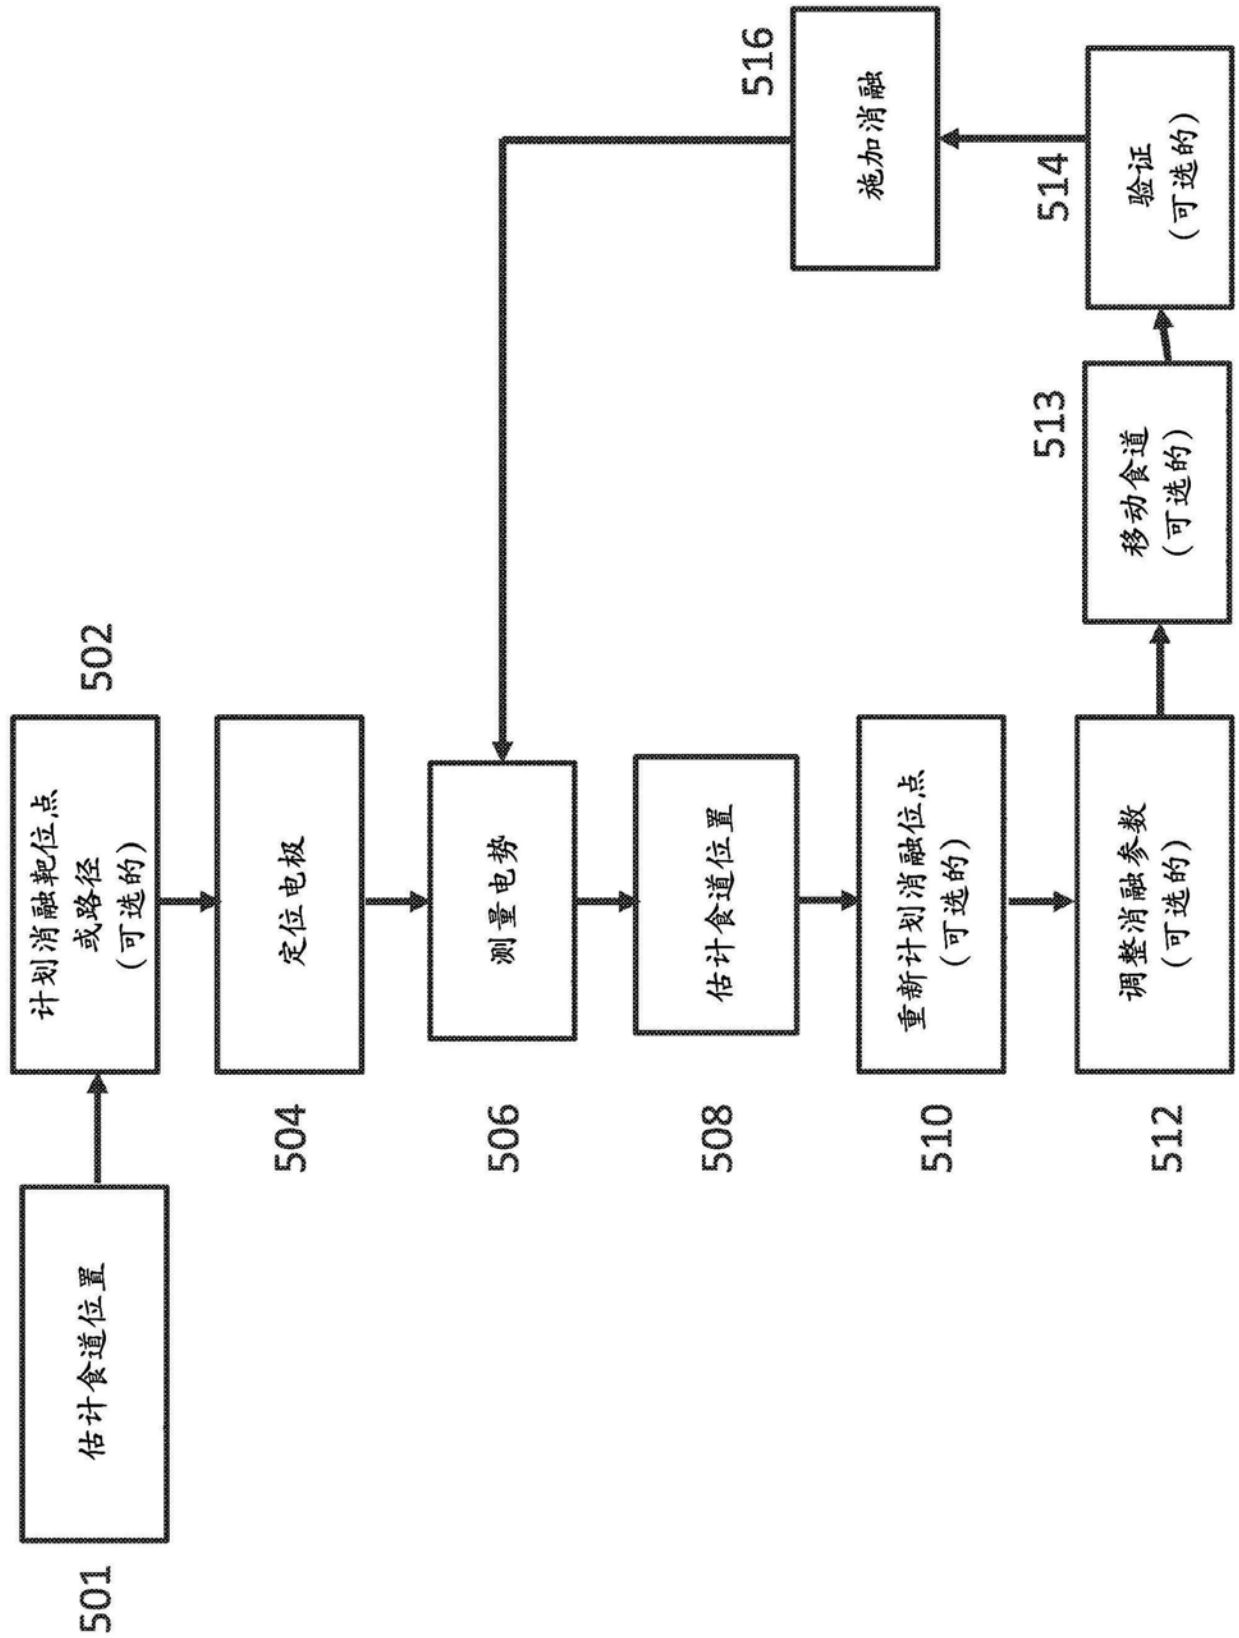 501
估计食道位置
502
计划消融靶位点
或路径
(可选的)
504
定位电极
506
测量电势
508
估计食道位置
510
重新计划消融位点
(可选的)
512
调整消融参数
(可选的)
513
移动食道
(可选的)
514
验证
(可选的)
516
施加消融